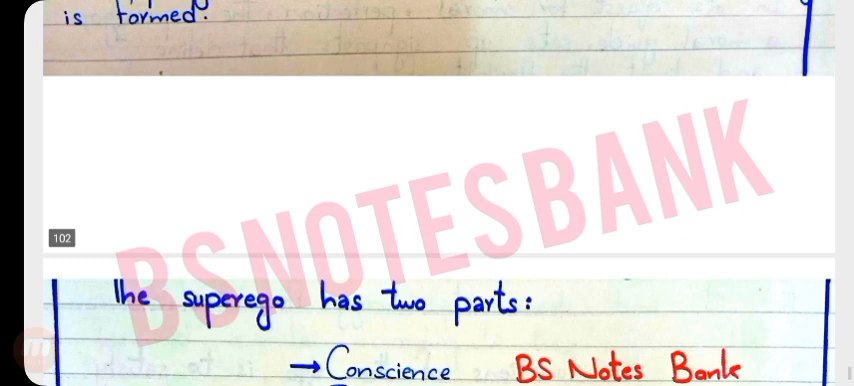 is formed.
BSNOTESBANK
102
The superego has two parts:
→ Conscience BS Notes Bank